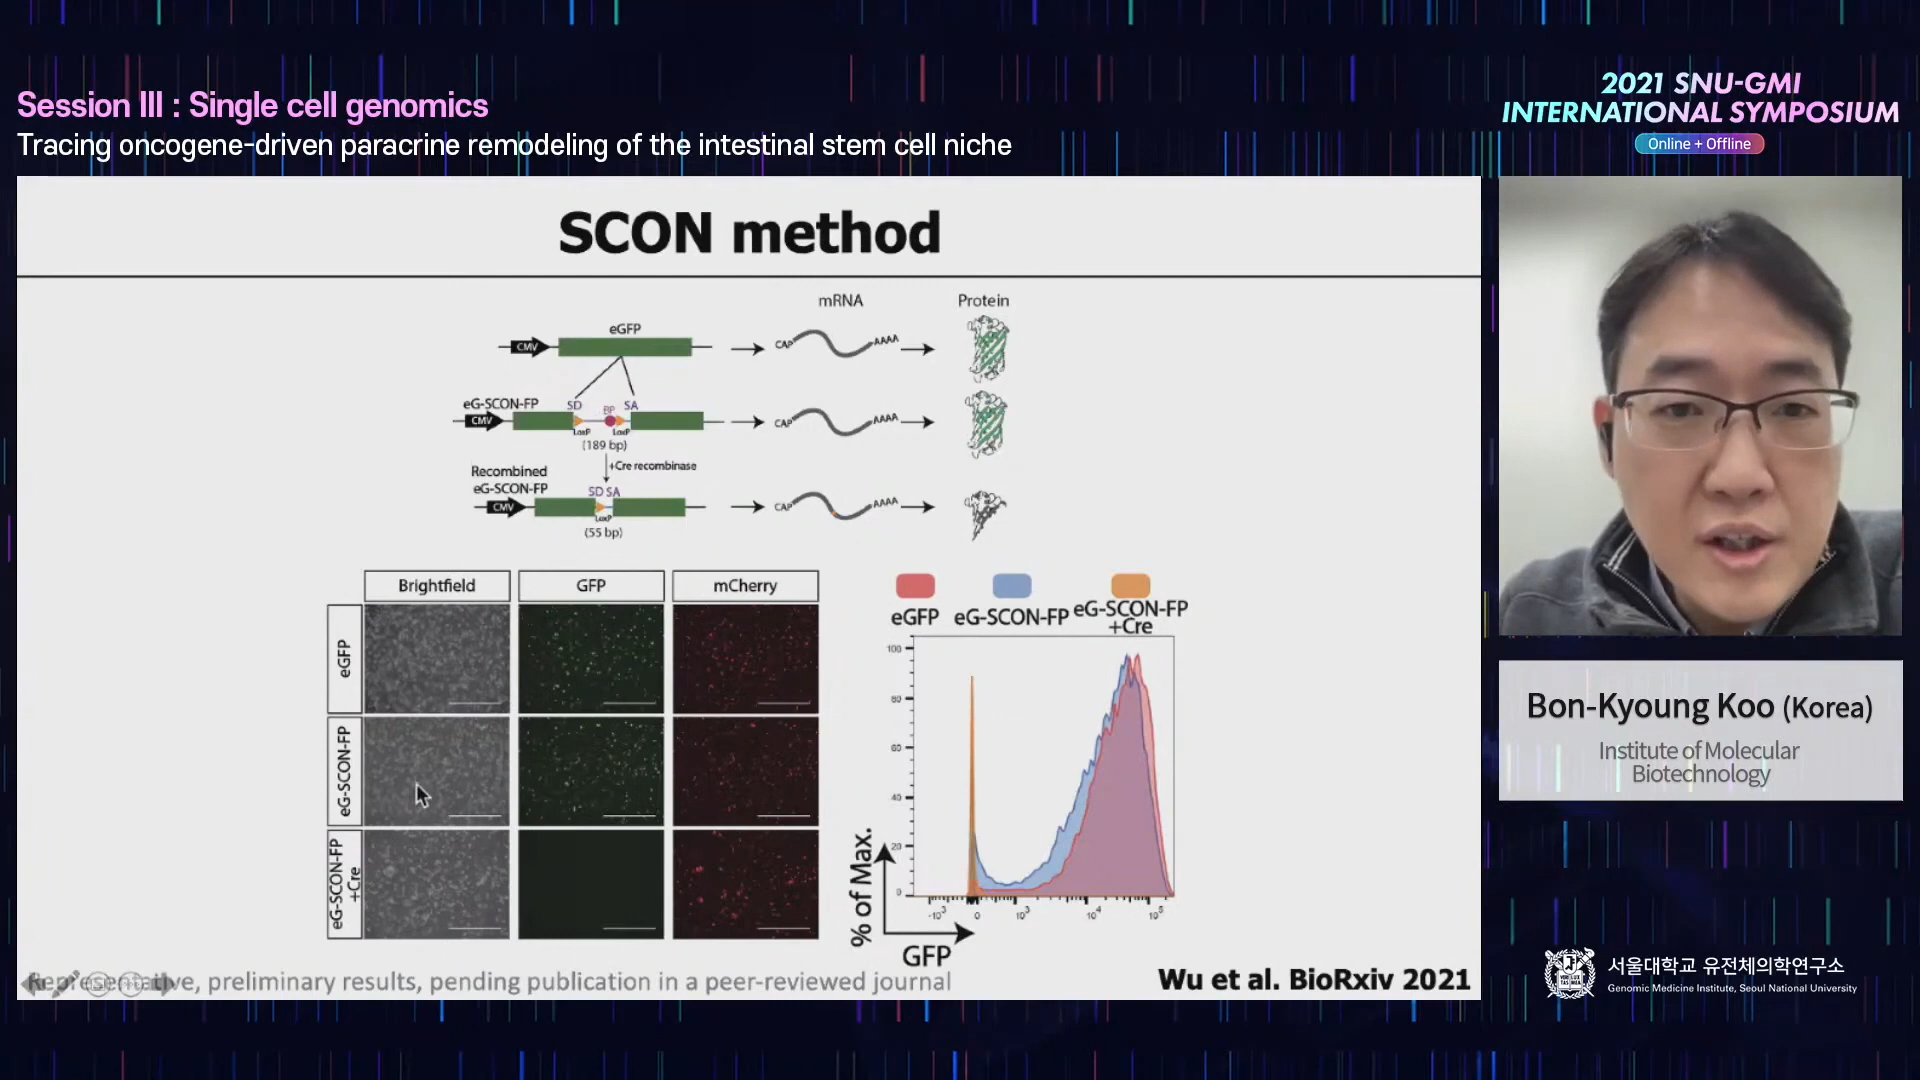 Session III : Single cell genomics
Tracing oncogene-driven paracrine remodeling of the intestinal stem cell niche
2021 SNU-GMI
INTERNATIONAL SYMPOSIUM
Online + Offline
SCON method
mRNA
Protein
eGFP
CMV
CAP
AAAA
eG-SCON-FP
SD
BP
SA
CMV
LoxP
LoxP
CAP
AAAA
(189 bp)
+Cre recombinase
Recombined
eG-SCON-FP
SD SA
CMV
LoxP
CAP
AAAA
(55 bp)
Brightfield
GFP
mCherry
eGFP
eG-SCON-FP
eG-SCON-FP
+Cre
eGFP
eG-SCON-FP
eG-SCON-FP
+Cre
100
80
60
40
20
0
-10³
0
10³
10⁴
10⁵
% of Max.
GFP
Representative, preliminary results, pending publication in a peer-reviewed journal
Wu et al. BioRxiv 2021
Bon-Kyoung Koo (Korea)
Institute of Molecular
Biotechnology
서울대학교 유전체의학연구소
Genomic Medicine Institute, Seoul National University